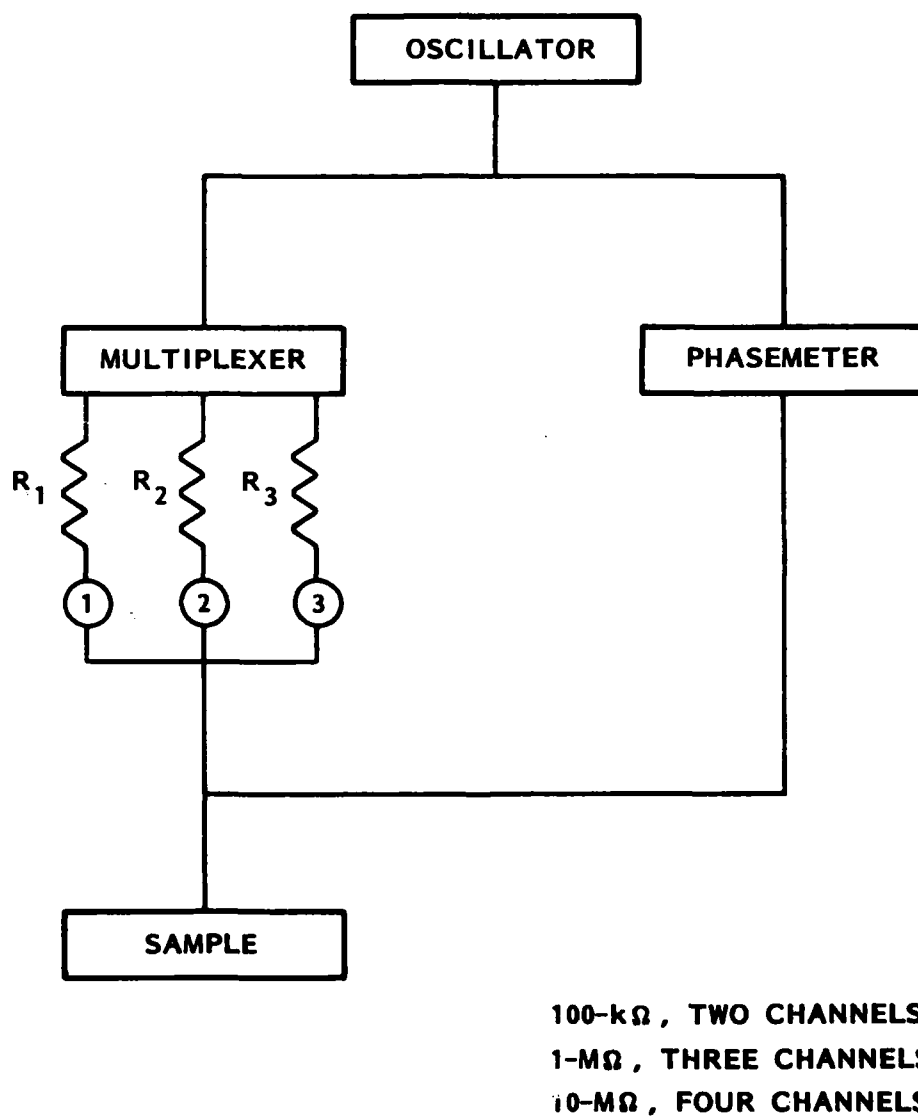 OSCILLATOR
MULTIPLEXER
PHASEMETER
R1 R2 R3
1 2 3
SAMPLE
100-kΩ, TWO CHANNELS
1-MΩ, THREE CHANNELS
10-MΩ, FOUR CHANNELS